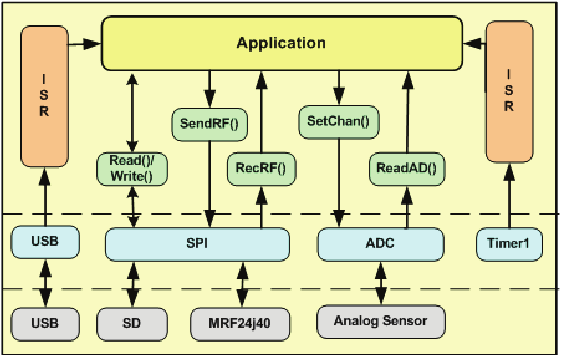 Application
I
S
R
I
S
R
SendRF()
SetChan()
Read()/
Write()
RecRF()
ReadAD()
USB
SPI
ADC
Timer1
USB
SD
MRF24j40
Analog Sensor